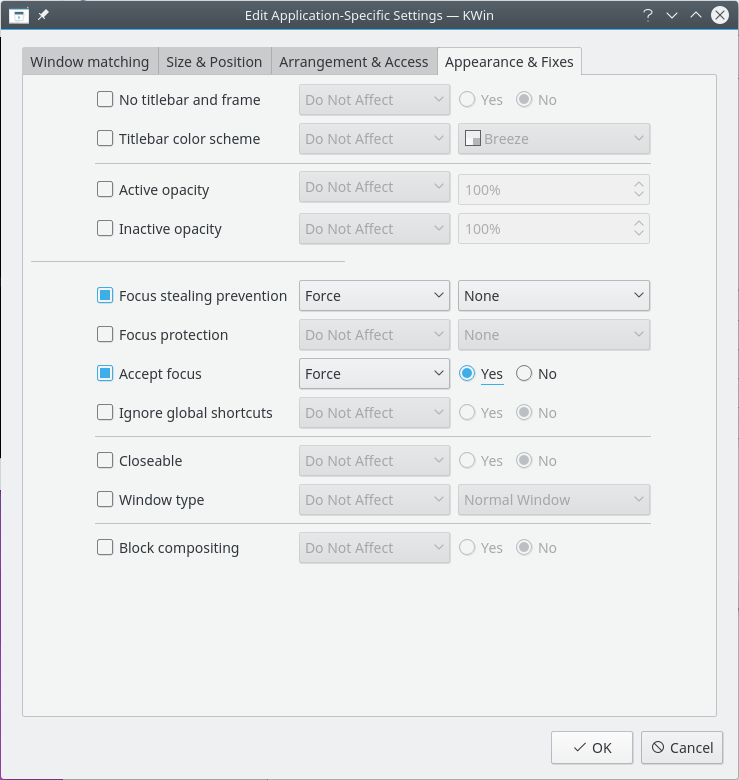 Edit Application-Specific Settings — KWin
Window matching Size & Position Arrangement & Access Appearance & Fixes
No titlebar and frame Do Not Affect Yes No
Titlebar color scheme Do Not Affect Breeze
Active opacity Do Not Affect 100%
Inactive opacity Do Not Affect 100%
Focus stealing prevention Force None
Focus protection Do Not Affect None
Accept focus Force Yes No
Ignore global shortcuts Do Not Affect Yes No
Closeable Do Not Affect Yes No
Window type Do Not Affect Normal Window
Block compositing Do Not Affect Yes No
OK Cancel